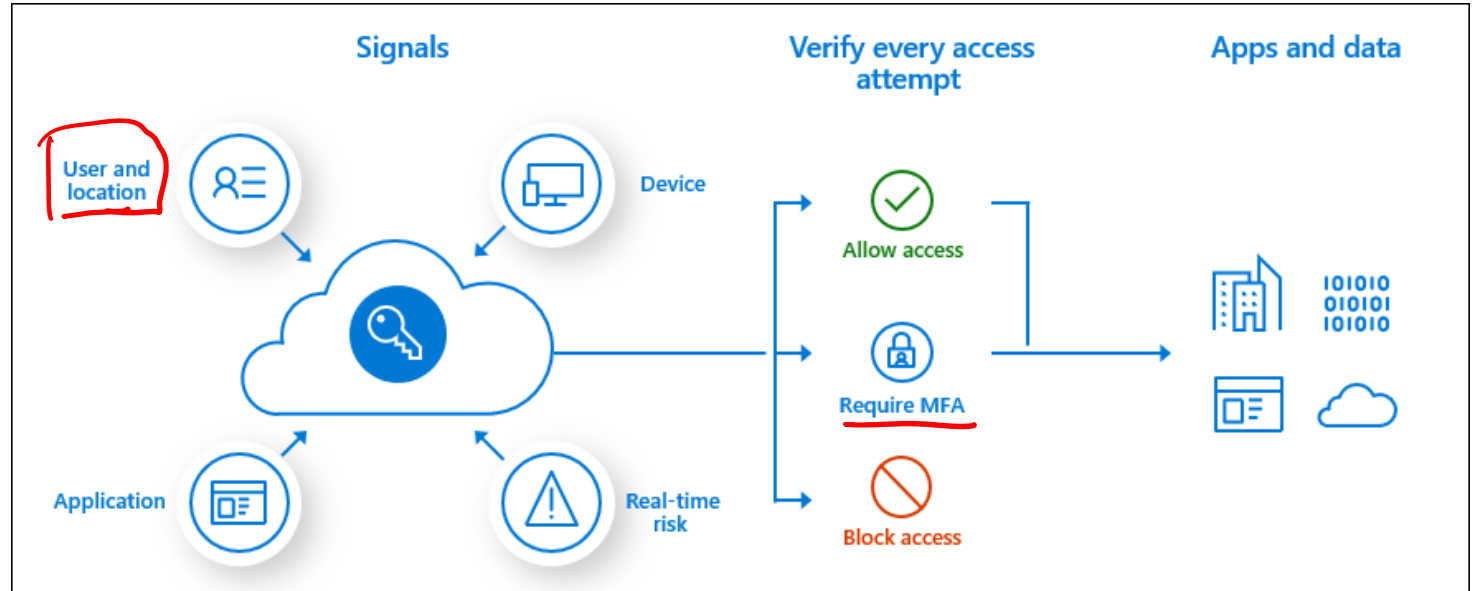 Signals
Verify every access
attempt
Apps and data
User and
location
Device
Allow access
101010
010101
101010
Require MFA
Application
Real-time
risk
Block access